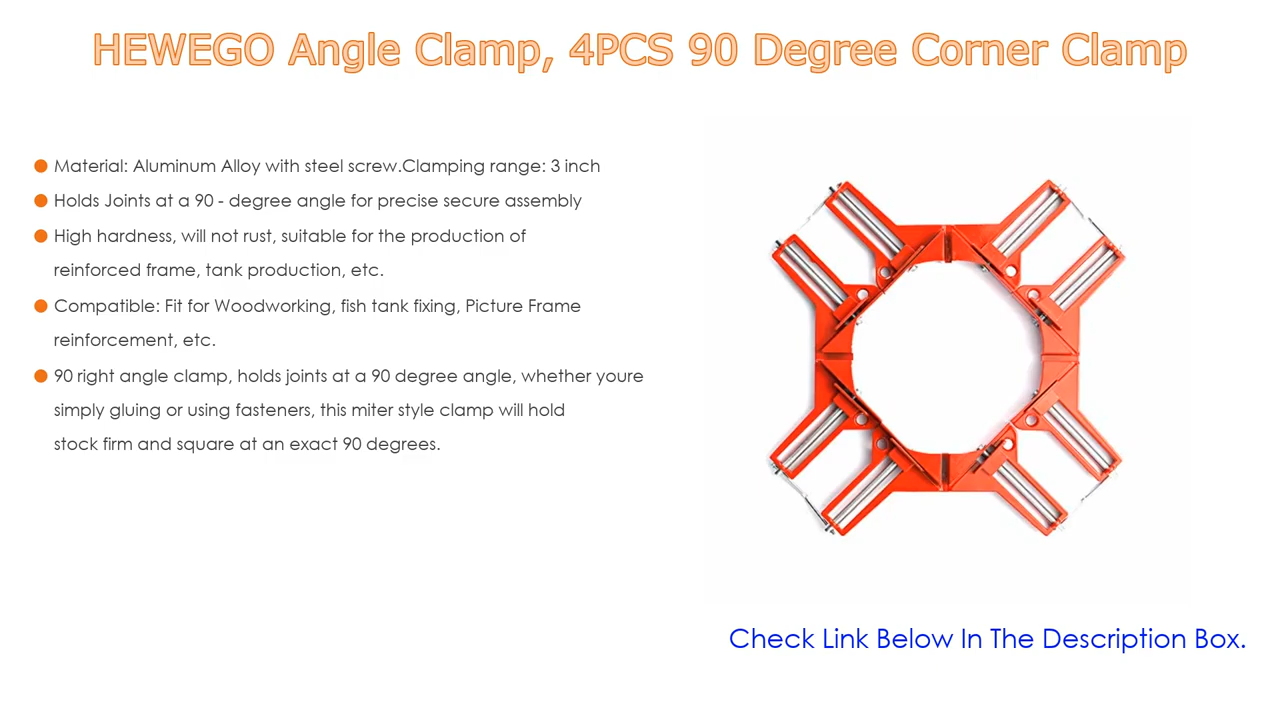 HEWEGO Angle Clamp, 4PCS 90 Degree Corner Clamp
Material: Aluminum Alloy with steel screw.Clamping range: 3 inch
Holds Joints at a 90 - degree angle for precise secure assembly
High hardness, will not rust, suitable for the production of
reinforced frame, tank production, etc.
Compatible: Fit for Woodworking, fish tank fixing, Picture Frame
reinforcement, etc.
90 right angle clamp, holds joints at a 90 degree angle, whether youre
simply gluing or using fasteners, this miter style clamp will hold
stock firm and square at an exact 90 degrees.
Check Link Below In The Description Box.